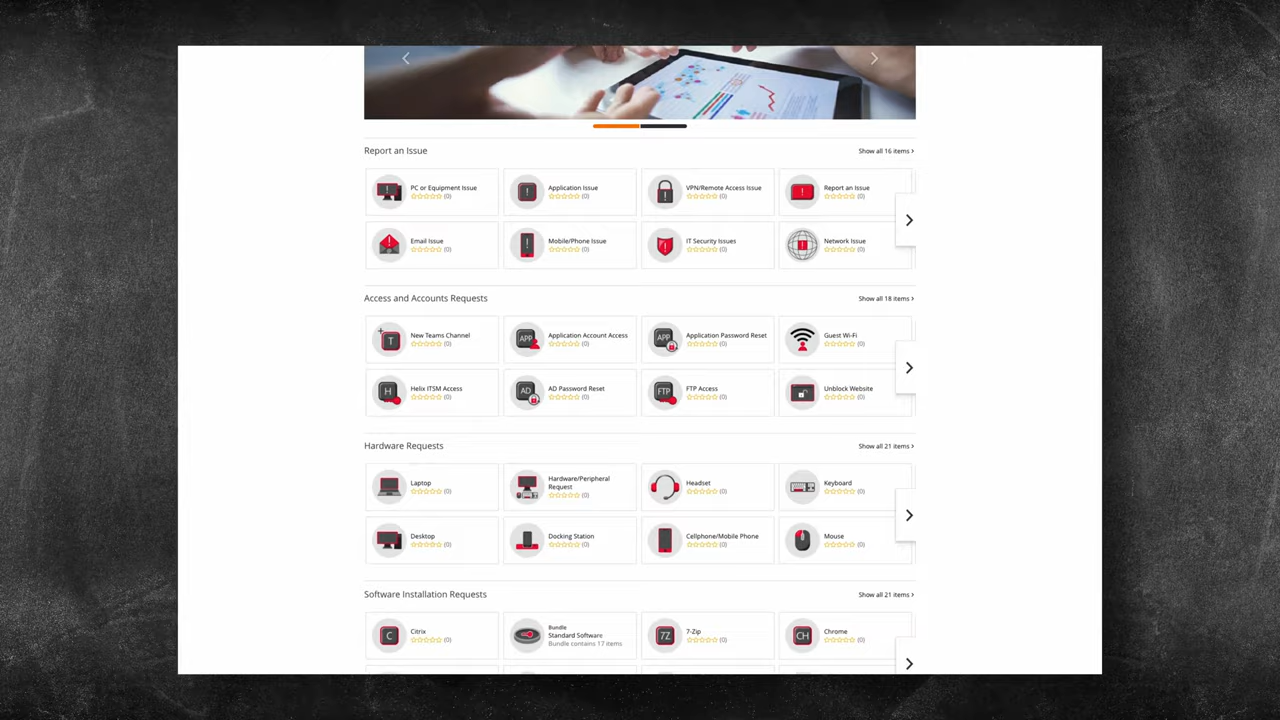 Report an Issue
Show all 16 items >
PC or Equipment Issue
(0)
Application Issue
(0)
VPN/Remote Access Issue
(0)
Report an Issue
(0)
Email Issue
(0)
Mobile/Phone Issue
(0)
IT Security Issues
(0)
Network Issue
(0)
Access and Accounts Requests
Show all 18 items >
T
New Teams Channel
(0)
APP
Application Account Access
(0)
APP
Application Password Reset
(0)
Guest Wi-Fi
(0)
H
Helix ITSM Access
(0)
AD
AD Password Reset
(0)
FTP
FTP Access
(0)
Unblock Website
(0)
Hardware Requests
Show all 21 items >
Laptop
(0)
Hardware/Peripheral
Request
(0)
Headset
(0)
Keyboard
(0)
Desktop
(0)
Docking Station
(0)
Cellphone/Mobile Phone
(0)
Mouse
(0)
Software Installation Requests
Show all 21 items >
C
Citrix
(0)
Bundle
Standard Software
Bundle contains 17 items
7Z
7-Zip
(0)
CH
Chrome
(0)